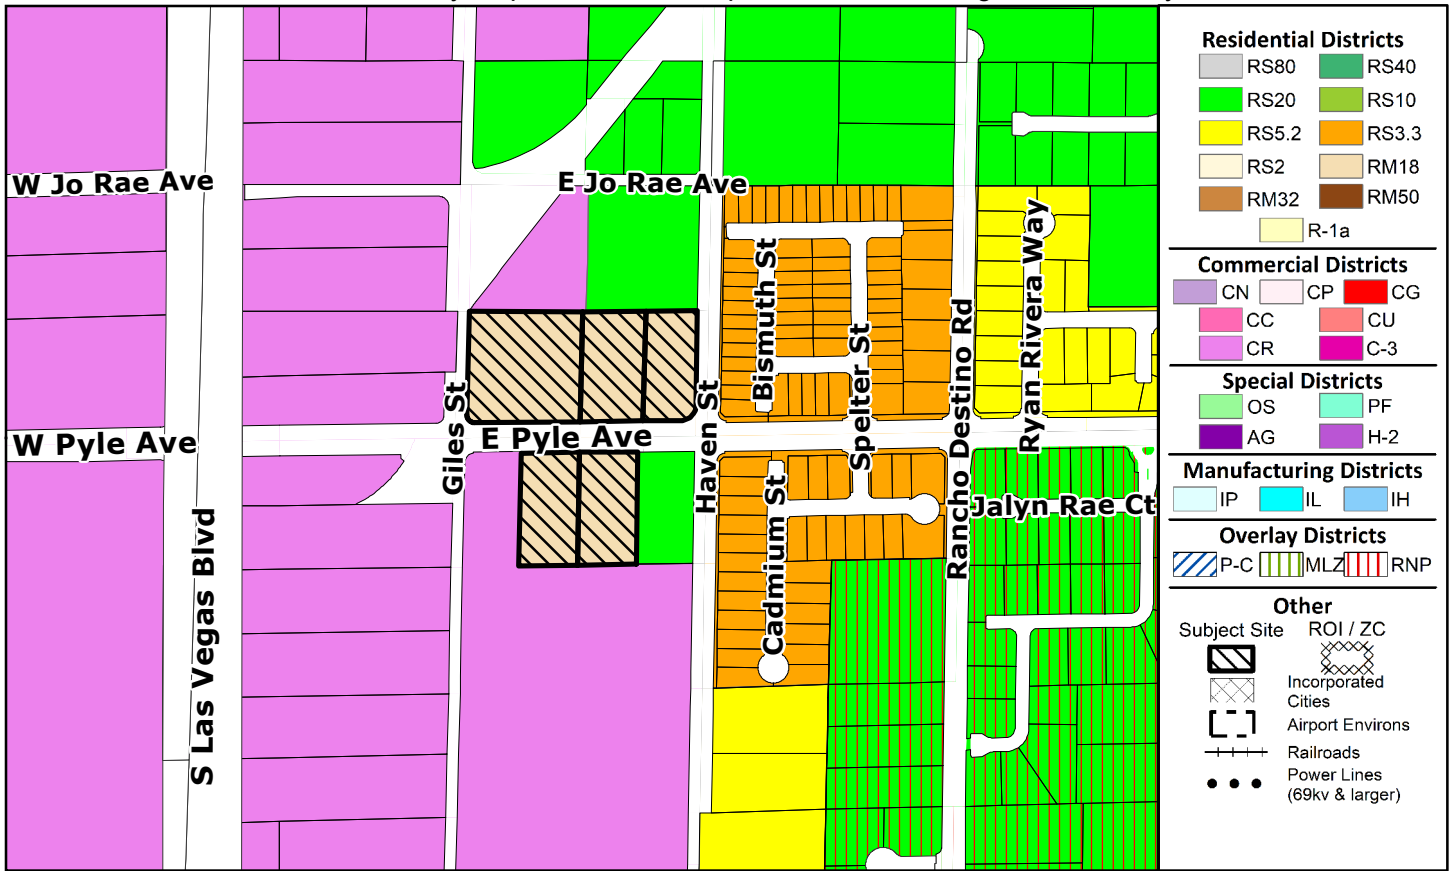 W Jo Rae Ave
E Jo Rae Ave
W Pyle Ave
E Pyle Ave
S Las Vegas Blvd
Giles St
Haven St
Bismuth St
Spelter St
Cadmium St
Rancho Destino Rd
Ryan Rivera Way
Jalyn Rae Ct
Residential Districts
RS80 RS40
RS20 RS10
RS5.2 RS3.3
RS2 RM18
RM32 RM50
R-1a
Commercial Districts
CN CP CG
CC CU
CR C-3
Special Districts
OS PF
AG H-2
Manufacturing Districts
IP IL IH
Overlay Districts
P-C MLZ RNP
Other
Subject Site ROI / ZC
Incorporated
Cities
Airport Environs
Railroads
Power Lines
(69kv & larger)